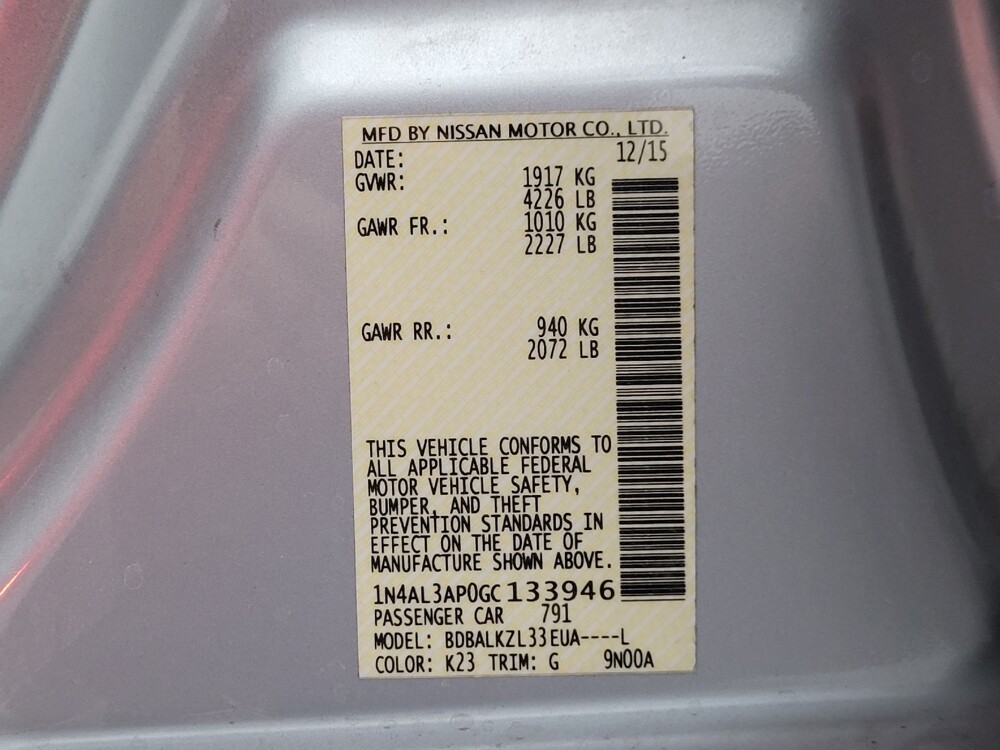 MFD BY NISSAN MOTOR CO., LTD.
DATE: 12/15
GVWR: 1917 KG
4226 LB
GAWR FR.: 1010 KG
2227 LB
GAWR RR.: 940 KG
2072 LB
THIS VEHICLE CONFORMS TO
ALL APPLICABLE FEDERAL
MOTOR VEHICLE SAFETY,
BUMPER, AND THEFT
PREVENTION STANDARDS IN
EFFECT ON THE DATE OF
MANUFACTURE SHOWN ABOVE.
1N4AL3AP0GC133946
PASSENGER CAR 791
MODEL: BDBALKZL33EUA----L
COLOR: K23 TRIM: G 9N00A